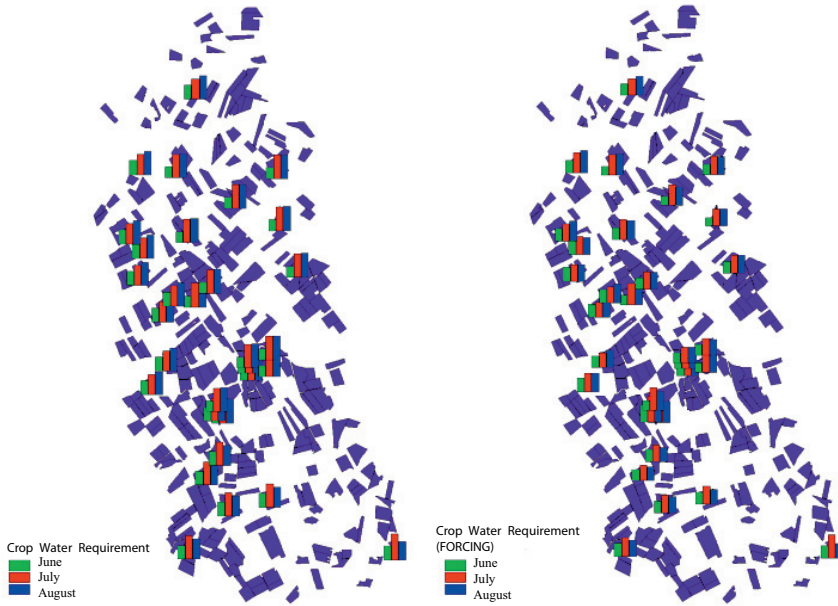 Crop Water Requirement
June
July
August
Crop Water Requirement
(FORCING)
June
July
August